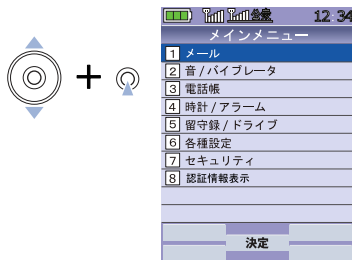 12:34
メインメニュー
1 メール
2 音/バイブレータ
3 電話帳
4 時計/アラーム
5 留守録/ドライブ
6 各種設定
7 セキュリティ
8 認証情報表示
決定